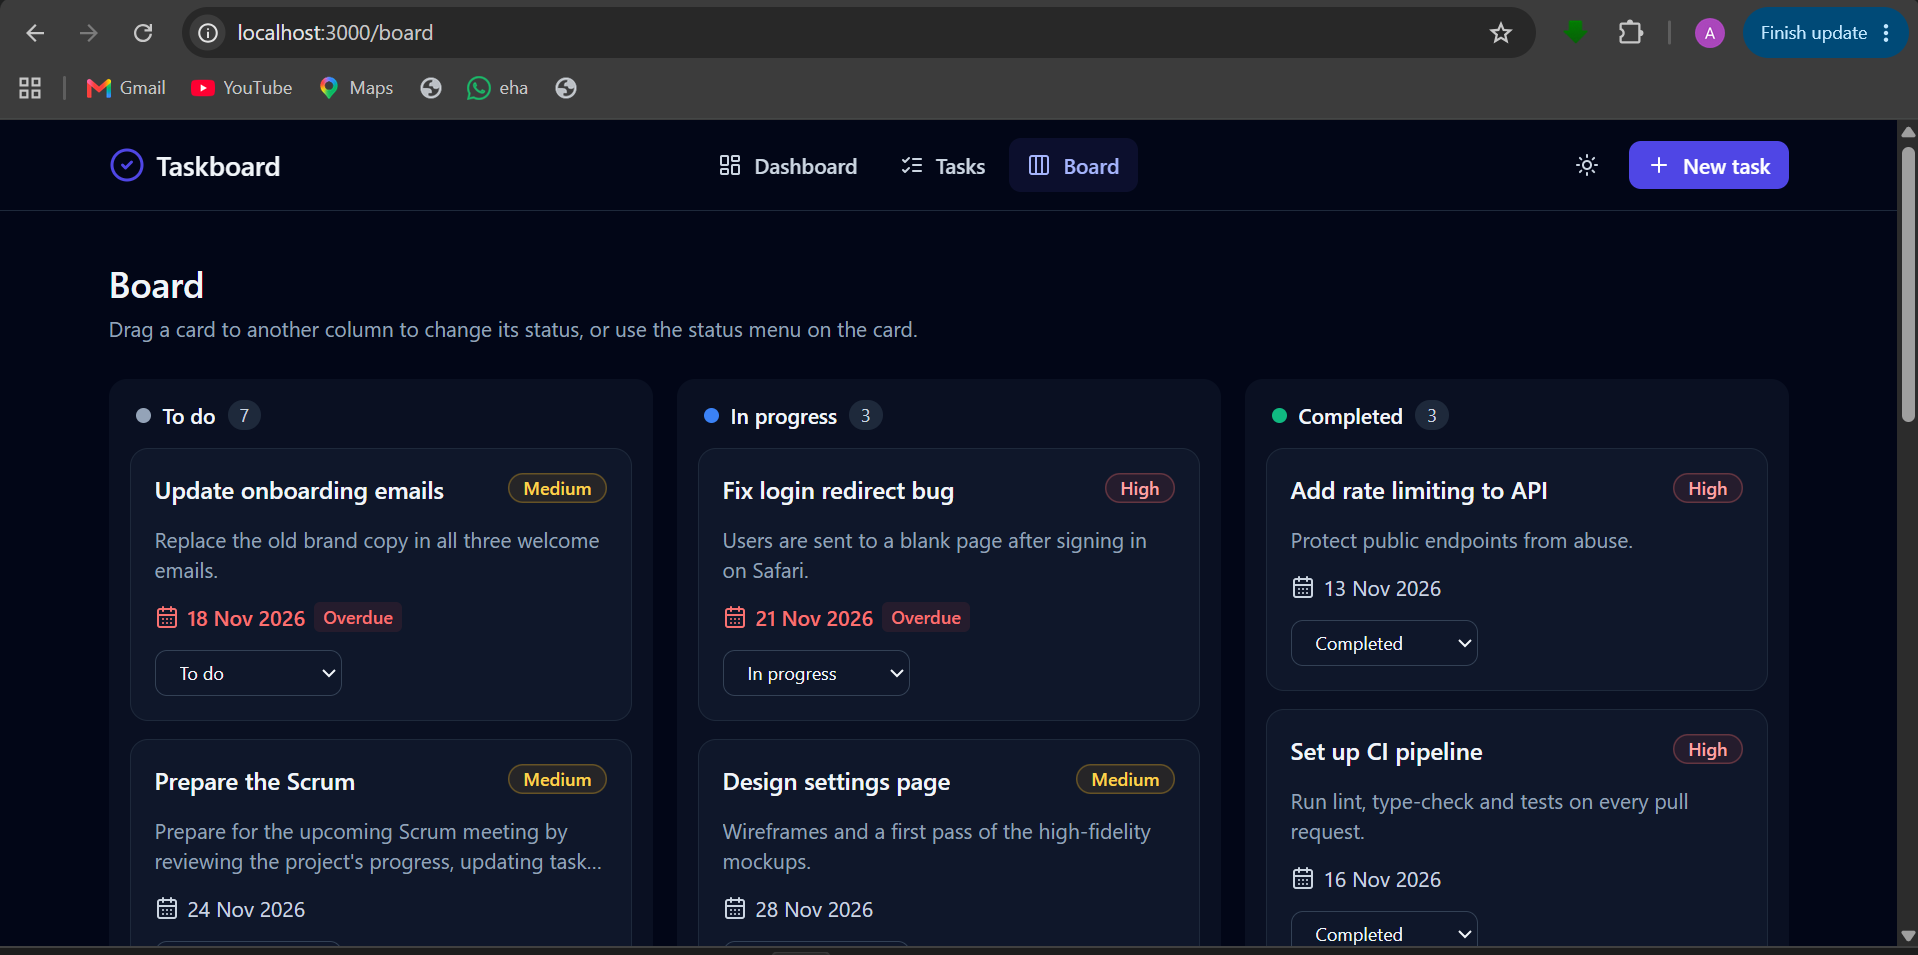 localhost:3000/board
A
Finish update
Gmail
YouTube
Maps
eha
Taskboard
Dashboard
Tasks
Board
New task
Board
Drag a card to another column to change its status, or use the status menu on the card.
To do 7
Update onboarding emails
Medium
Replace the old brand copy in all three welcome
emails.
18 Nov 2026
Overdue
To do
Prepare the Scrum
Medium
Prepare for the upcoming Scrum meeting by
reviewing the project's progress, updating task...
24 Nov 2026
In progress 3
Fix login redirect bug
High
Users are sent to a blank page after signing in
on Safari.
21 Nov 2026
Overdue
In progress
Design settings page
Medium
Wireframes and a first pass of the high-fidelity
mockups.
28 Nov 2026
Completed 3
Add rate limiting to API
High
Protect public endpoints from abuse.
13 Nov 2026
Completed
Set up CI pipeline
High
Run lint, type-check and tests on every pull
request.
16 Nov 2026
Completed